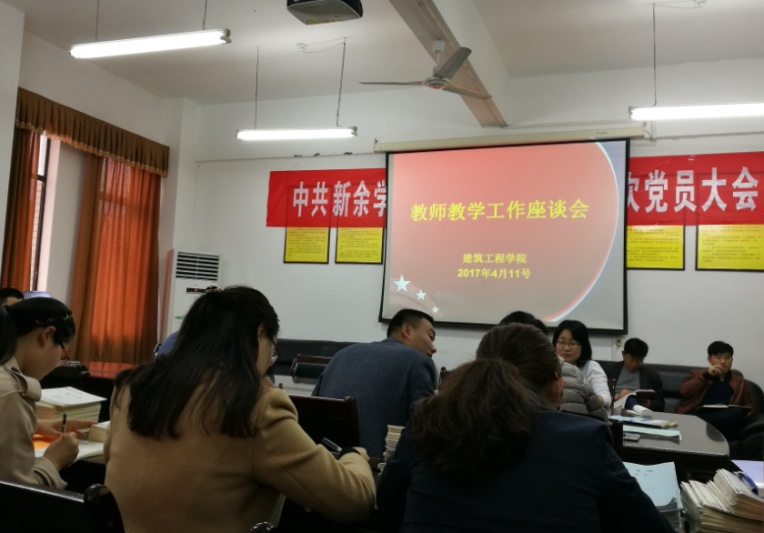 中共新余学
次党员大会
教师教学工作座谈会
建筑工程学院
2017年4月11号